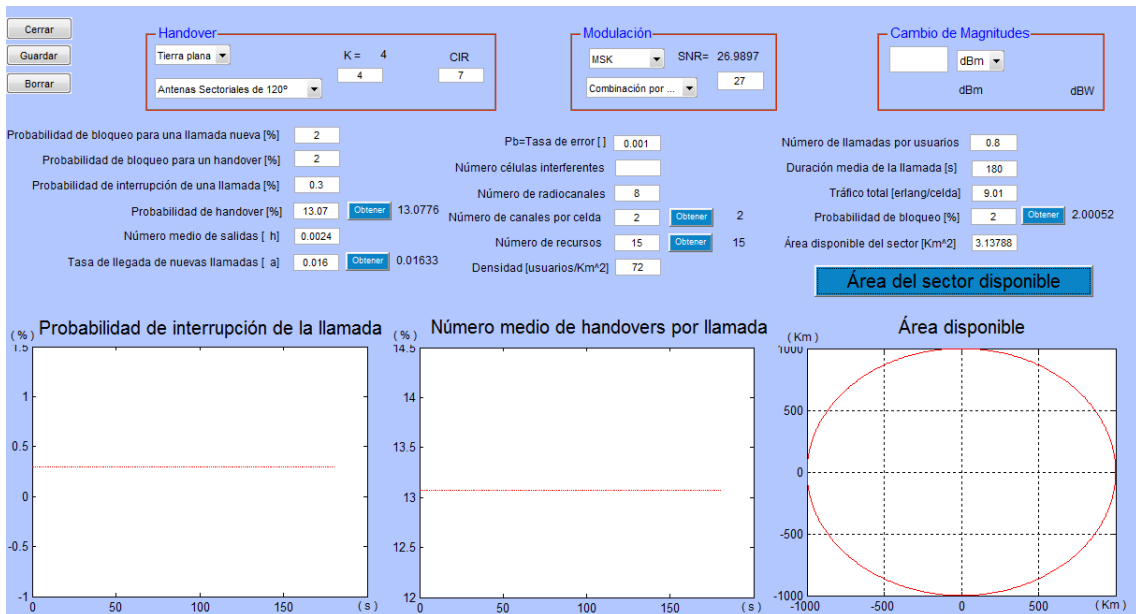 Cerrar
Guardar
Borrar
Handover
Tierra plana
K = 4
CIR
4
7
Antenas Sectoriales de 120º
Modulación
MSK
SNR= 26.9897
Combinación por ...
27
Cambio de Magnitudes
dBm
dBm
dBW
Probabilidad de bloqueo para una llamada nueva [%] 2
Probabilidad de bloqueo para un handover [%] 2
Probabilidad de interrupción de una llamada [%] 0.3
Probabilidad de handover [%] 13.07 Obtener 13.0776
Número medio de salidas [ h] 0.0024
Tasa de llegada de nuevas llamadas [ a] 0.016 Obtener 0.01633
Pb=Tasa de error [ ] 0.001
Número células interferentes
Número de radiocanales 8
Número de canales por celda 2 Obtener 2
Número de recursos 15 Obtener 15
Densidad [usuarios/Km^2] 72
Número de llamadas por usuarios 0.8
Duración media de la llamada [s] 180
Tráfico total [erlang/celda] 9.01
Probabilidad de bloqueo [%] 2 Obtener 2.00052
Área disponible del sector [Km^2] 3.13788
Área del sector disponible
Probabilidad de interrupción de la llamada
(%)
1.5
1
0.5
0
-0.5
-1
0 50 100 150 (s)
Número medio de handovers por llamada
(%)
14.5
14
13.5
13
12.5
12
0 50 100 150 (s)
Área disponible
(Km)
1000
500
0
-500
-1000
-1000 -500 0 500 (Km)